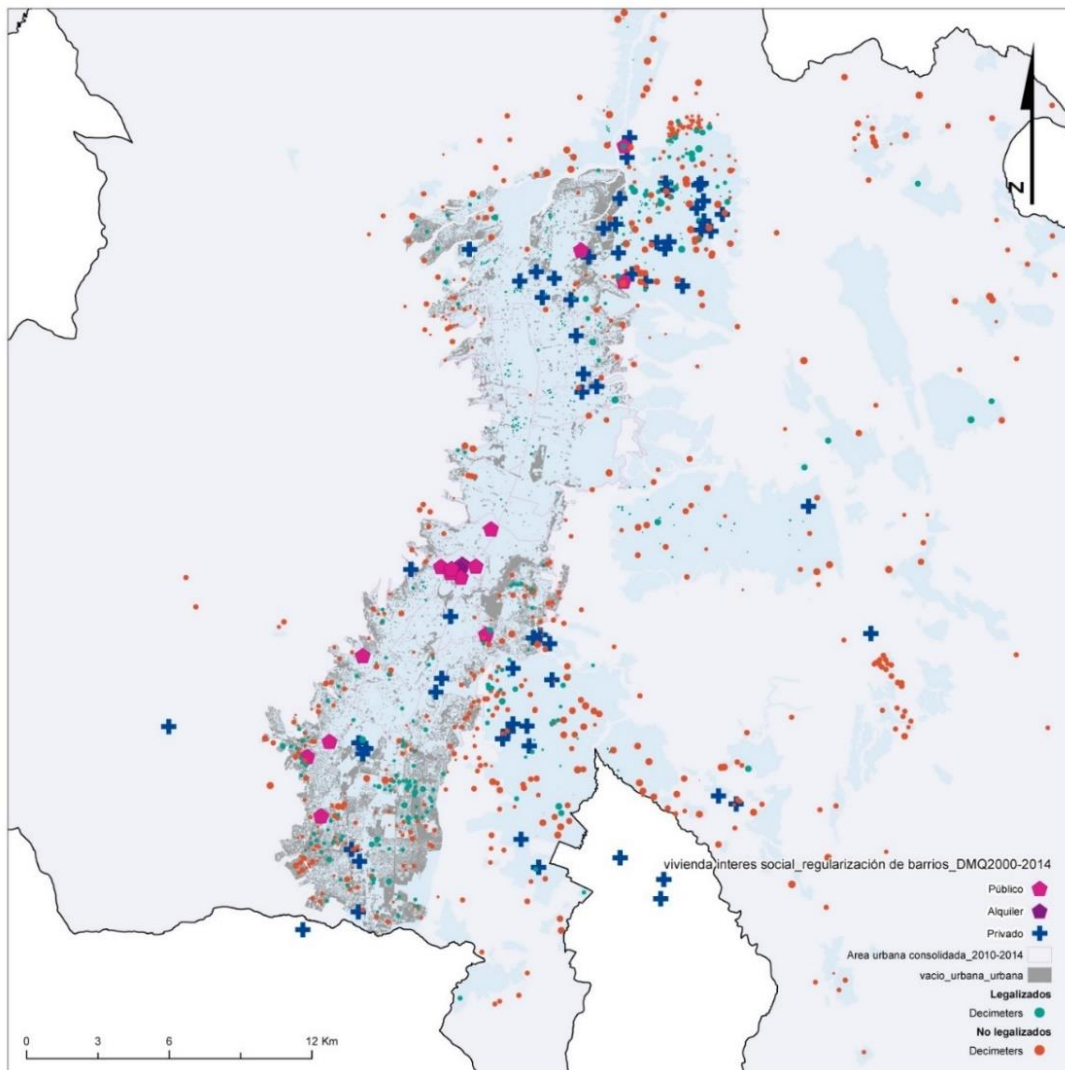 N
vivienda interes social_regularización de barrios_DMQ2000-2014
Público
Alquiler
Privado
Area urbana consolidada_2010-2014
vacio_urbana_urbana
Legalizados
Decimeters
No legalizados
Decimeters
0 3 6 12 Km